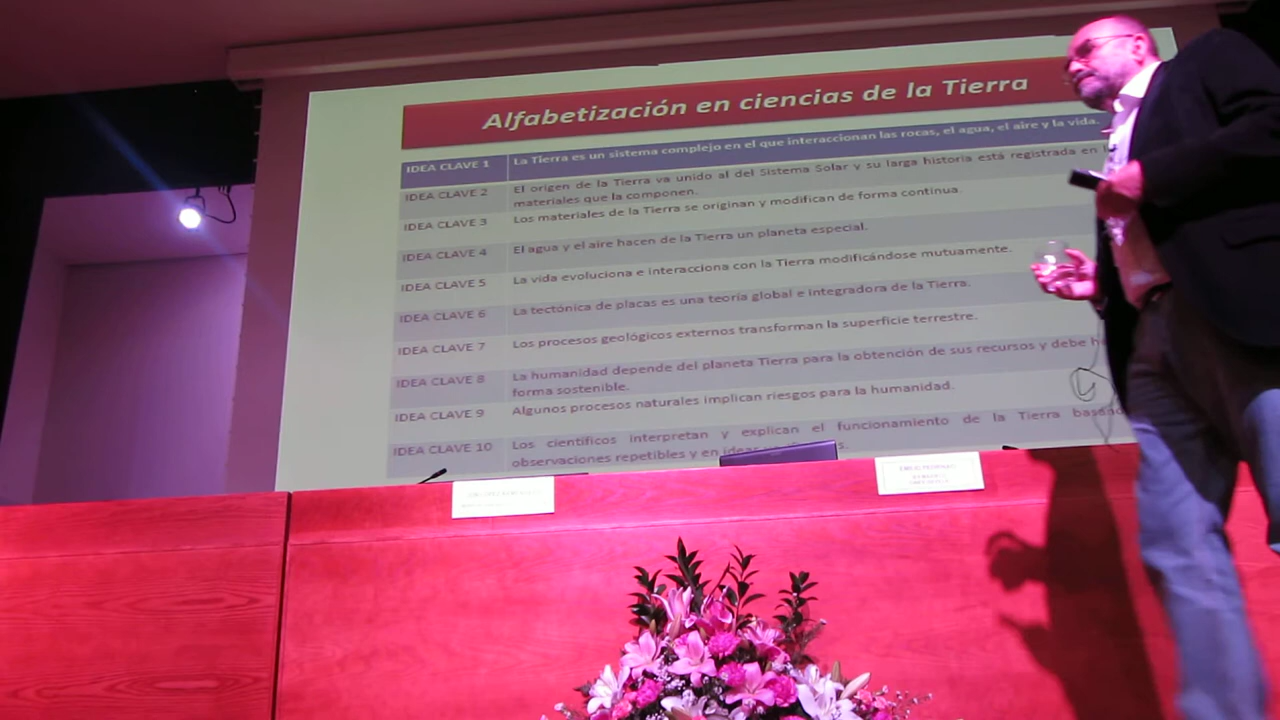 Alfabetización en ciencias de la Tierra
IDEA CLAVE 1 La Tierra es un sistema complejo en el que interaccionan las rocas, el agua, el aire y la vida.
IDEA CLAVE 2 El origen de la Tierra va unido al del Sistema Solar y su larga historia está registrada en
materiales que la componen.
IDEA CLAVE 3 Los materiales de la Tierra se originan y modifican de forma continua.
IDEA CLAVE 4 El agua y el aire hacen de la Tierra un planeta especial.
IDEA CLAVE 5 La vida evoluciona e interacciona con la Tierra modificándose mutuamente.
IDEA CLAVE 6 La tectónica de placas es una teoría global e integradora de la Tierra.
IDEA CLAVE 7 Los procesos geológicos externos transforman la superficie terrestre.
IDEA CLAVE 8 La humanidad depende del planeta Tierra para la obtención de sus recursos y debe
forma sostenible.
IDEA CLAVE 9 Algunos procesos naturales implican riesgos para la humanidad.
IDEA CLAVE 10 Los científicos interpretan y explican el funcionamiento de la Tierra
observaciones repetibles y en